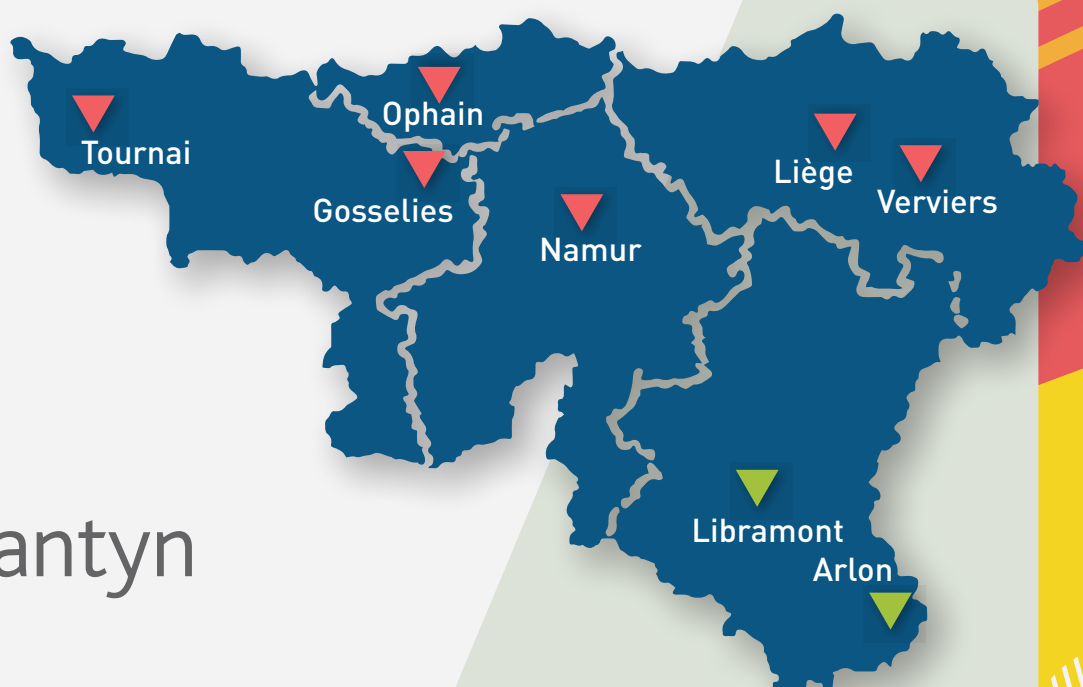 Ophain
Tournai
Liège
Verviers
Gosselies
Namur
Libramont
antyn
Arlon